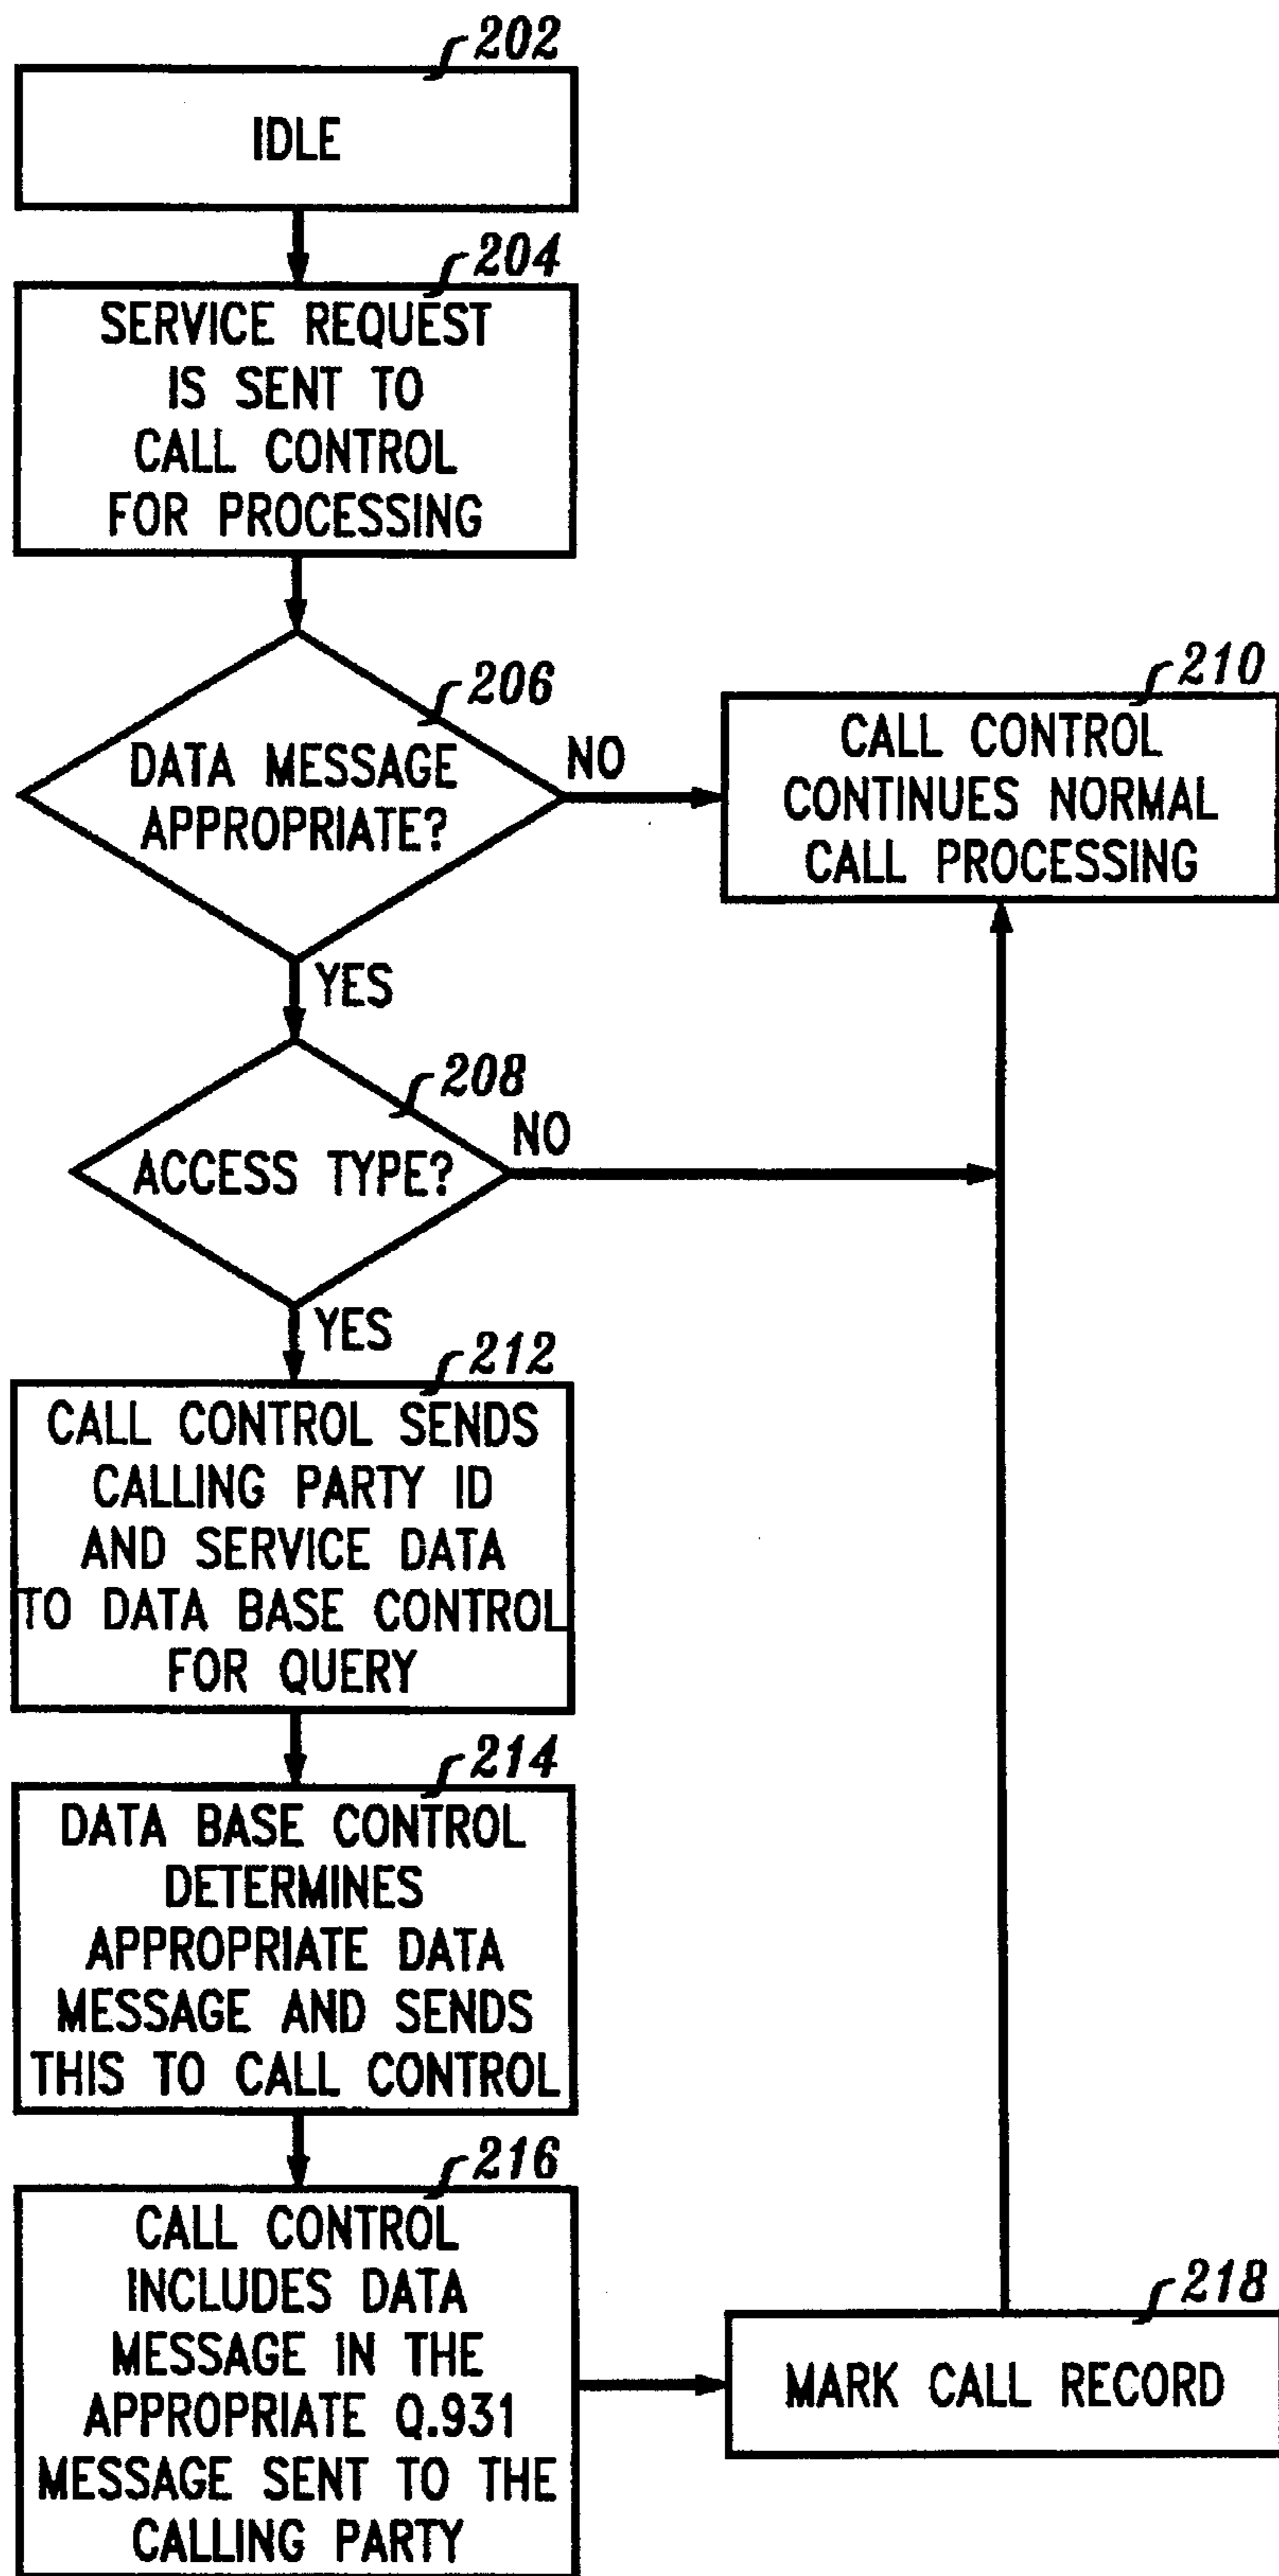 202
IDLE
204
SERVICE REQUEST
IS SENT TO
CALL CONTROL
FOR PROCESSING
206
DATA MESSAGE
APPROPRIATE?
NO
210
CALL CONTROL
CONTINUES NORMAL
CALL PROCESSING
YES
208
ACCESS TYPE?
NO
YES
212
CALL CONTROL SENDS
CALLING PARTY ID
AND SERVICE DATA
TO DATA BASE CONTROL
FOR QUERY
214
DATA BASE CONTROL
DETERMINES
APPROPRIATE DATA
MESSAGE AND SENDS
THIS TO CALL CONTROL
216
CALL CONTROL
INCLUDES DATA
MESSAGE IN THE
APPROPRIATE Q.931
MESSAGE SENT TO THE
CALLING PARTY
218
MARK CALL RECORD